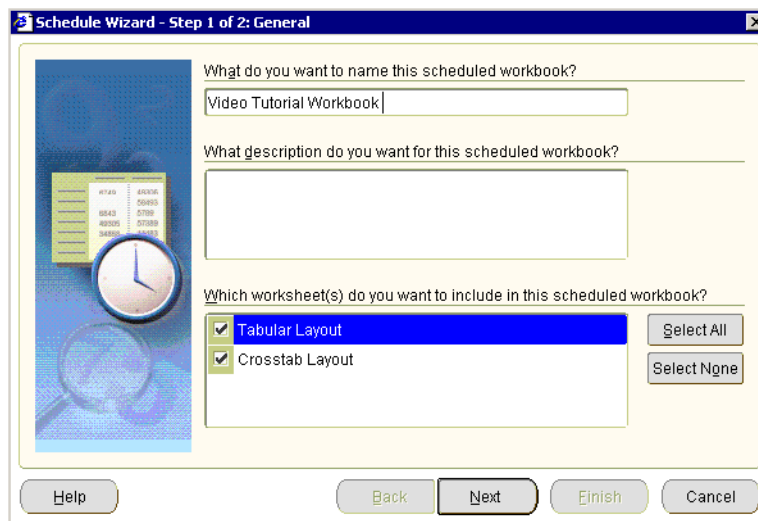 Schedule Wizard - Step 1 of 2: General
What do you want to name this scheduled workbook?
Video Tutorial Workbook
What description do you want for this scheduled workbook?
Which worksheet(s) do you want to include in this scheduled workbook?
Tabular Layout
Select All
Crosstab Layout
Select None
Help
Back
Next
Finish
Cancel